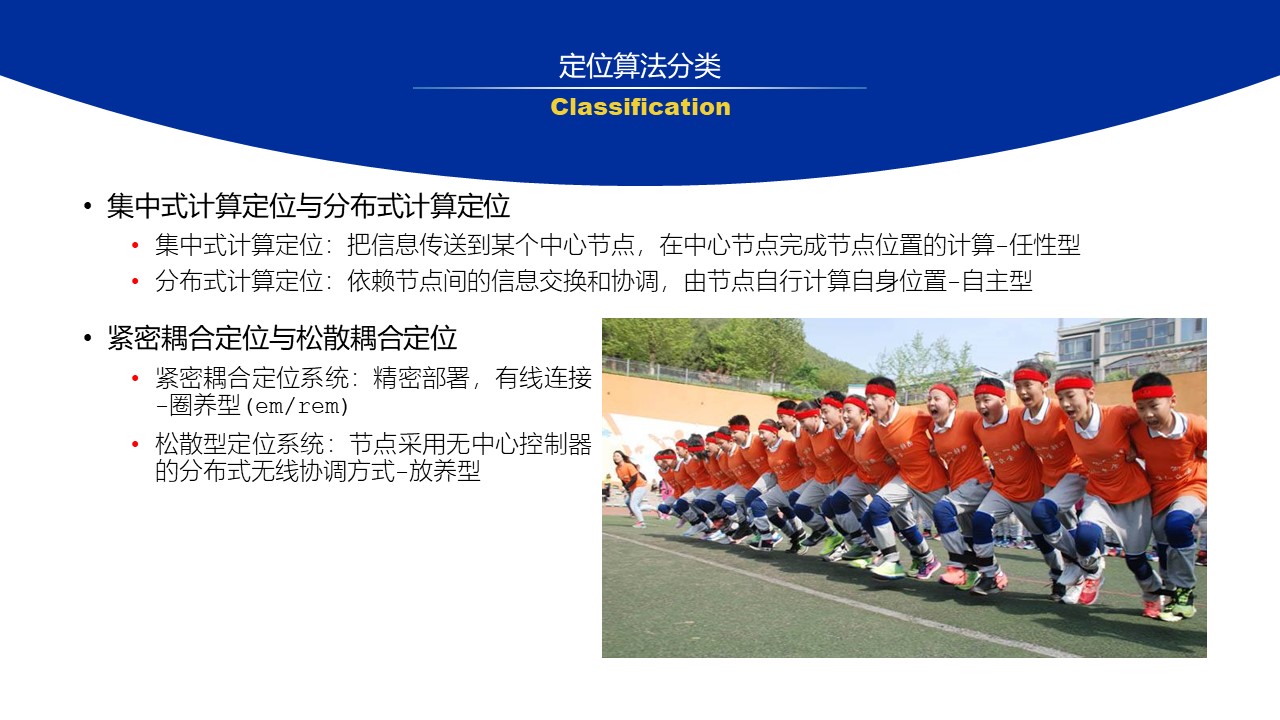 定位算法分类
Classification
• 集中式计算定位与分布式计算定位
• 集中式计算定位：把信息传送到某个中心节点，在中心节点完成节点位置的计算-任性型
• 分布式计算定位：依赖节点间的信息交换和协调，由节点自行计算自身位置-自主型
• 紧密耦合定位与松散耦合定位
• 紧密耦合定位系统：精密部署，有线连接
-圈养型(em/rem)
• 松散型定位系统：节点采用无中心控制器
的分布式无线协调方式-放养型